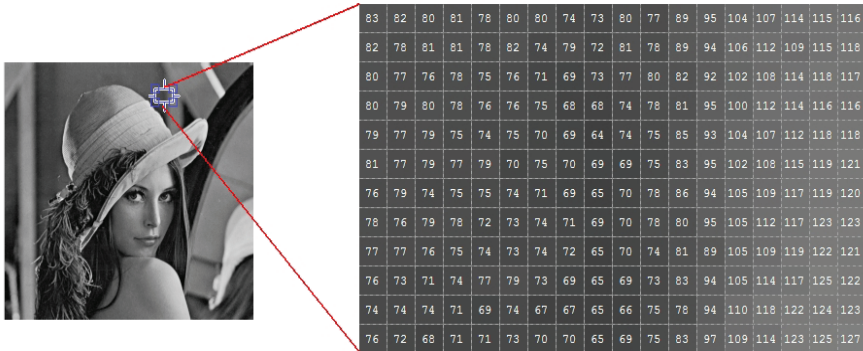 83 82 80 81 78 80 80 74 73 80 77 89 95 104 107 114 115 116
82 78 81 81 78 82 74 79 72 81 78 89 94 106 112 109 115 118
80 77 76 78 75 76 71 69 73 77 80 82 92 102 108 114 118 117
80 79 80 78 76 76 75 68 68 74 78 81 95 100 112 114 116 116
79 77 79 75 74 75 70 69 64 74 75 85 93 104 107 112 118 118
81 77 79 77 79 70 75 70 69 69 75 83 95 102 108 115 119 121
76 79 74 75 75 74 71 69 65 70 78 86 94 105 109 117 119 120
78 76 79 78 72 73 74 71 69 70 78 80 95 105 112 117 123 123
77 77 76 75 74 73 74 72 65 70 74 81 89 105 109 119 122 121
76 73 71 74 77 79 73 69 65 69 74 77 94 105 114 119 125 122
74 74 74 71 69 74 67 67 65 66 75 78 94 110 118 122 124 123
76 72 68 71 71 73 70 70 65 69 75 83 97 109 114 123 125 127